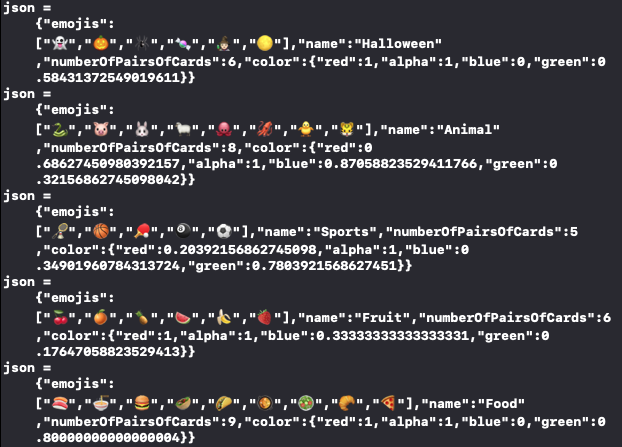 json =
{"emojis":
["👻","🎃","🕷","🍬","🧙🏻‍♀️","🌕"],"name":"Halloween"
,"numberOfPairsOfCards":6,"color":{"red":1,"alpha":1,"blue":0,"green":0
.58431372549019611}}
json =
{"emojis":
["🐍","🐷","🐰","🐑","🐙","🦞","🐥","🐯"],"name":"Animal"
,"numberOfPairsOfCards":8,"color":{"red":0
.68627450980392157,"alpha":1,"blue":0.87058823529411766,"green":0
.32156862745098042}}
json =
{"emojis":
["🎾","🏀","🏓","🎱","⚽️"],"name":"Sports","numberOfPairsOfCards":5
,"color":{"red":0.20392156862745098,"alpha":1,"blue":0
.34901960784313724,"green":0.7803921568627451}}
json =
{"emojis":
["🍒","🍊","🍍","🍉","🍌","🍓"],"name":"Fruit","numberOfPairsOfCards":6
,"color":{"red":1,"alpha":1,"blue":0.33333333333333331,"green":0
.17647058823529413}}
json =
{"emojis":
["🍣","🍜","🍔","🥙","🌮","🥘","🥗","🥐","🍕"],"name":"Food"
,"numberOfPairsOfCards":9,"color":{"red":1,"alpha":1,"blue":0,"green":0
.80000000000000004}}